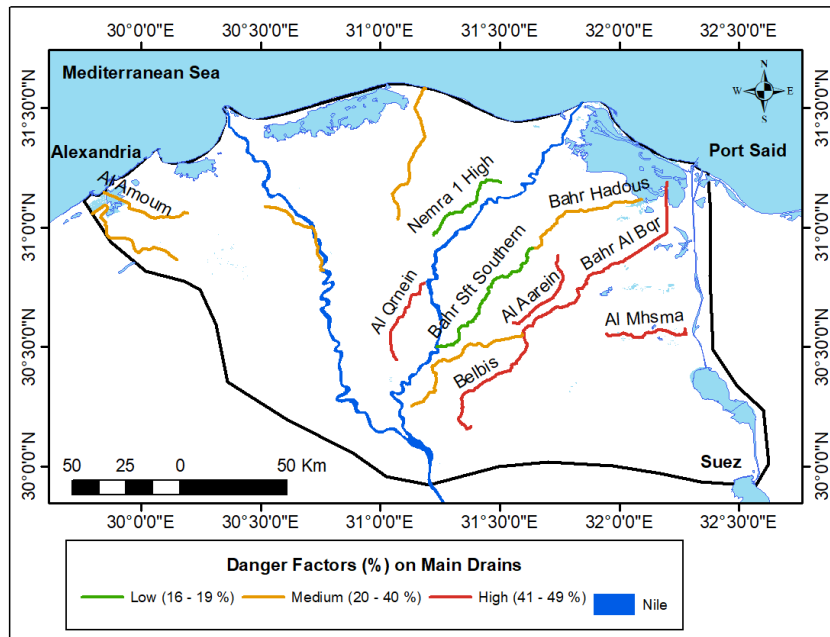 30°0'0"E 30°30'0"E 31°0'0"E 31°30'0"E 32°0'0"E 32°30'0"E
Mediterranean Sea
N
W E
S
31°30'0"N
31°30'0"N
Alexandria
Port Said
Al Amoum
Nemra 1 High
Bahr Hadous
31°0'0"N
31°0'0"N
Bahr Sft Southern
Bahr Al Bqr
Al Qrnein
Al Aarein
Al Mhsma
30°30'0"N
30°30'0"N
Belbis
50 25 0 50 Km
Suez
30°0'0"N
30°0'0"N
30°0'0"E 30°30'0"E 31°0'0"E 31°30'0"E 32°0'0"E 32°30'0"E
Danger Factors (%) on Main Drains
Low (16 - 19 %) Medium (20 - 40 %) High (41 - 49 %) Nile